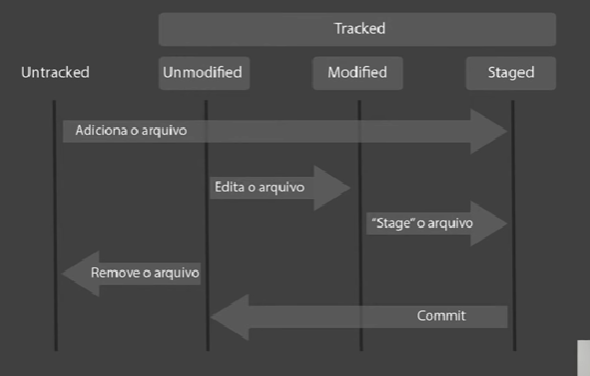 Tracked
Untracked
Unmodified
Modified
Staged
Adiciona o arquivo
Edita o arquivo
“Stage” o arquivo
Remove o arquivo
Commit